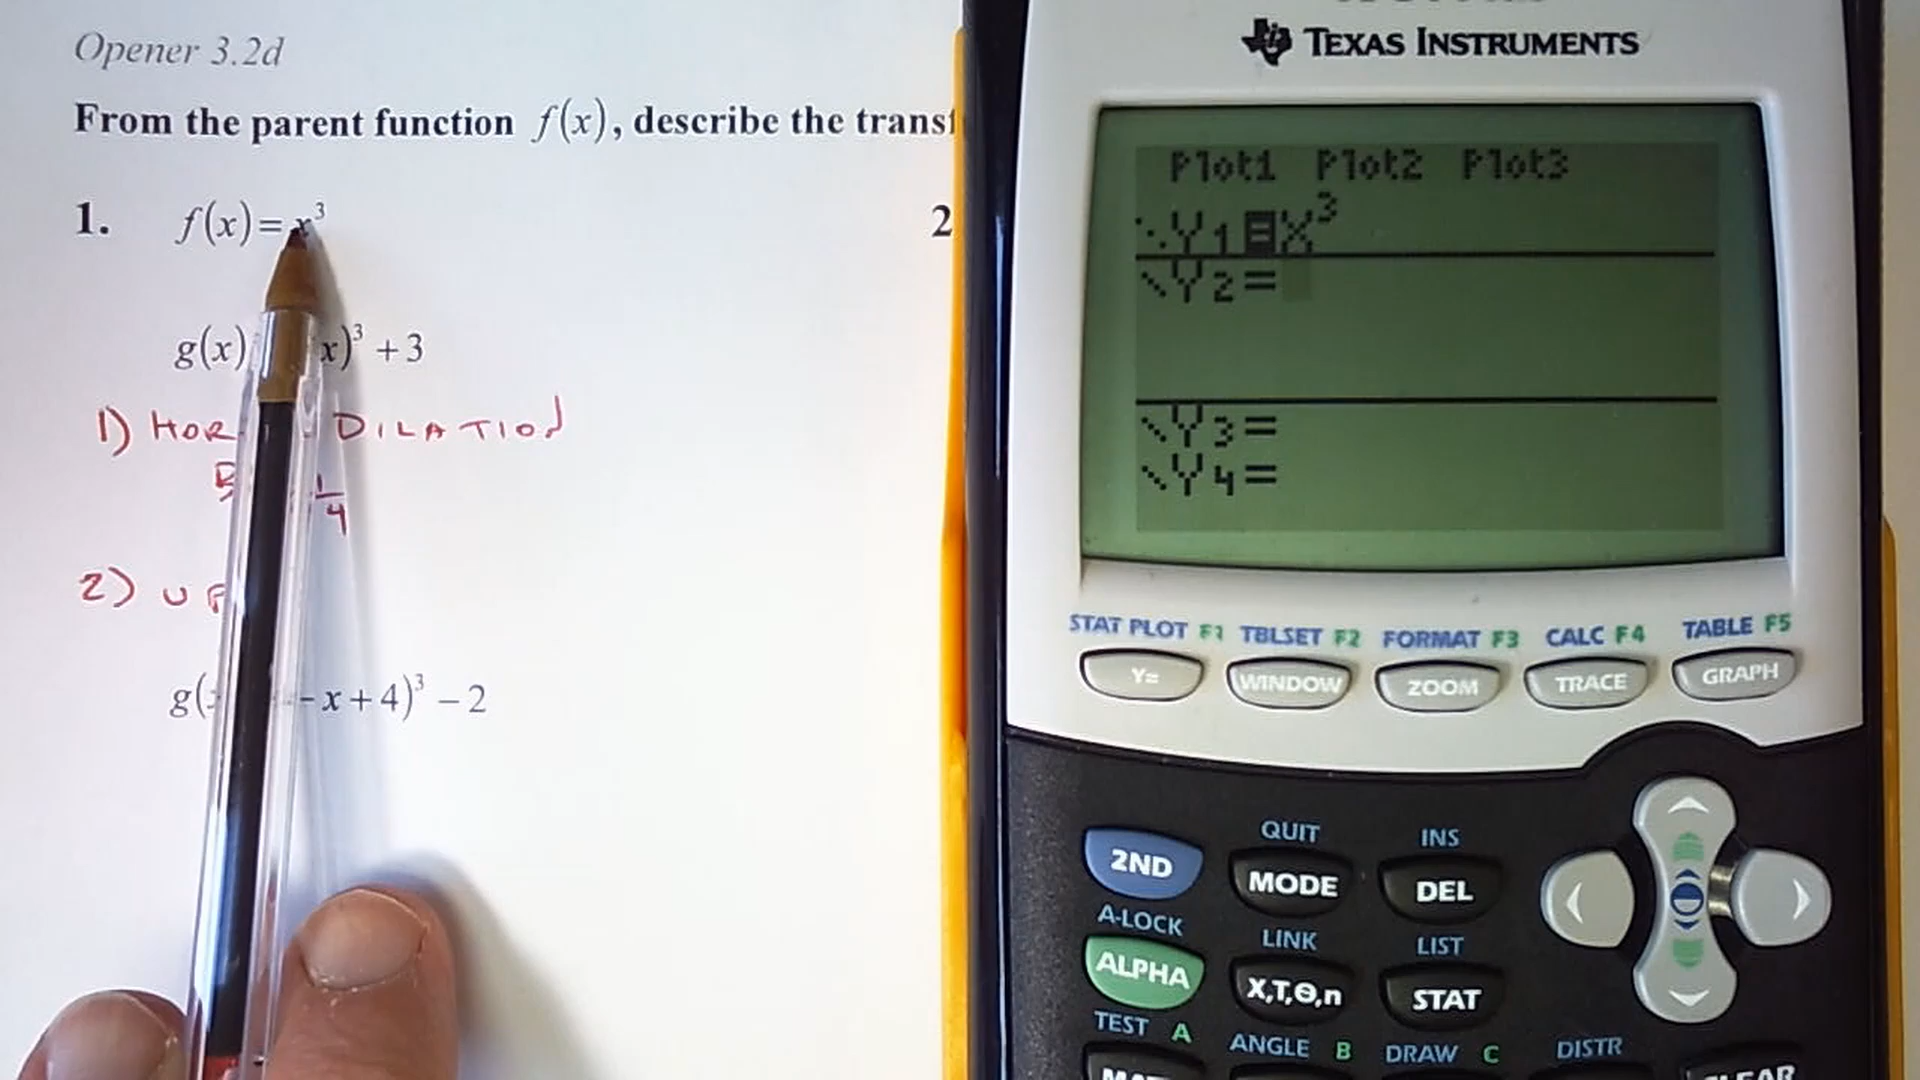 Opener 3.2d
From the parent function f(x), describe the
1. f(x)=x³
2
g(x) x)³ +3
1) HOR DILATION
1/4
2) UP
g( -x+4)³ -2
TEXAS INSTRUMENTS
Plot1 Plot2 Plot3
\Y1=X³
\Y2=
\Y3=
\Y4=
STAT PLOT F1 TBLSET F2 FORMAT F3 CALC F4 TABLE F5
Y= WINDOW ZOOM TRACE GRAPH
QUIT INS
2ND MODE DEL
A-LOCK LINK LIST
ALPHA X,T,Θ,n STAT
TEST A ANGLE B DRAW C DISTR